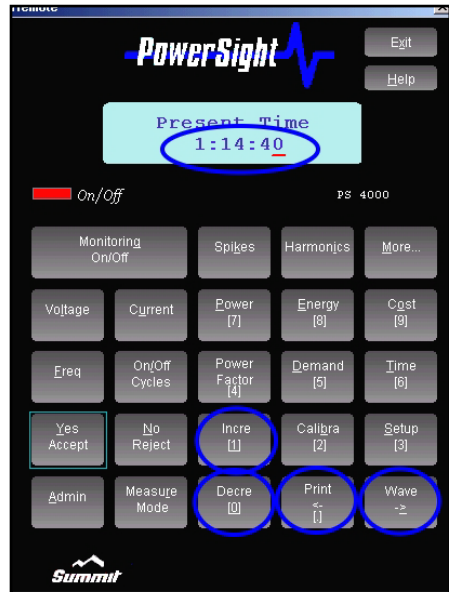 remote
PowerSight
Exit
Help
Present Time
1:14:40
On/Off
PS 4000
Monitoring
On/Off
Spikes
Harmonics
More...
Voltage
Current
Power
[7]
Energy
[8]
Cost
[9]
Freq
On/Off
Cycles
Power
Factor
[4]
Demand
[5]
Time
[6]
Yes
Accept
No
Reject
Incre
[1]
Calibra
[2]
Setup
[3]
Admin
Measure
Mode
Decre
[0]
Print
<-
[.]
Wave
->
Summit